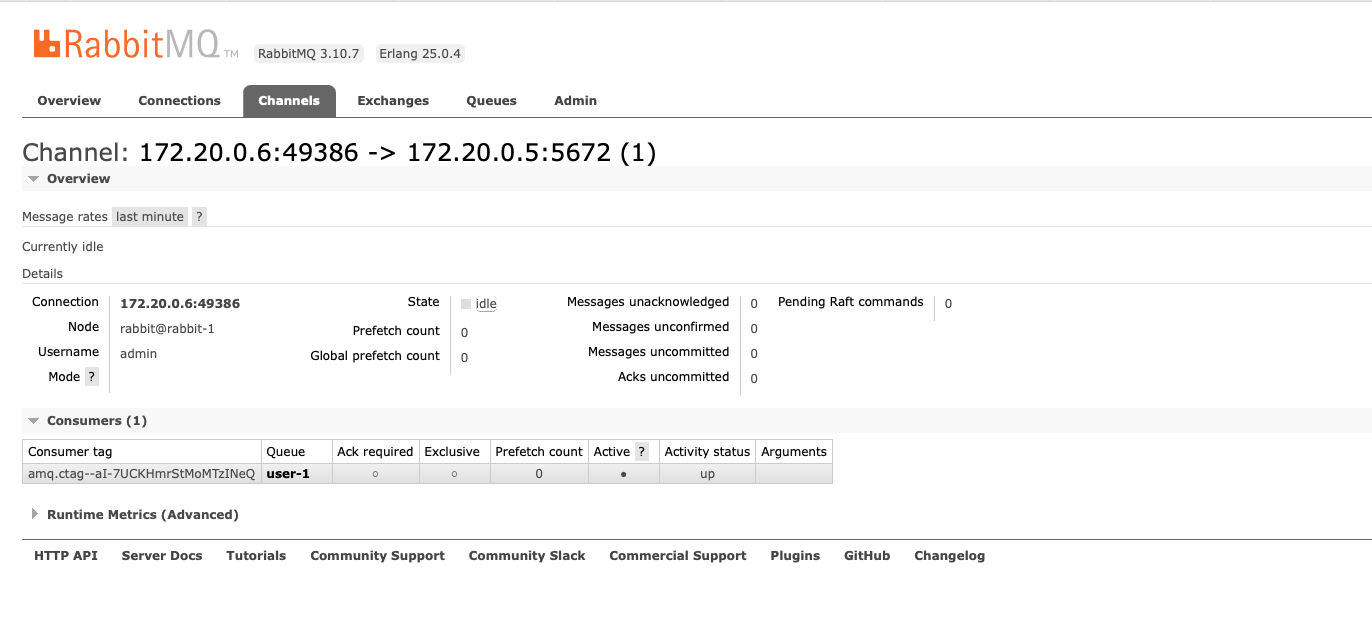 RabbitMQ TM RabbitMQ 3.10.7 Erlang 25.0.4
Overview Connections Channels Exchanges Queues Admin
Channel: 172.20.0.6:49386 -> 172.20.0.5:5672 (1)
Overview
Message rates last minute ?
Currently idle
Details
Connection 172.20.0.6:49386
Node rabbit@rabbit-1
Username admin
Mode ?
State idle
Prefetch count 0
Global prefetch count 0
Messages unacknowledged 0
Messages unconfirmed 0
Messages uncommitted 0
Acks uncommitted 0
Pending Raft commands 0
Consumers (1)
Consumer tag Queue Ack required Exclusive Prefetch count Active ? Activity status Arguments
amq.ctag--aI-7UCKHmrStMoMTzINeQ user-1 ○ ○ 0 ● up
Runtime Metrics (Advanced)
HTTP API Server Docs Tutorials Community Support Community Slack Commercial Support Plugins GitHub Changelog